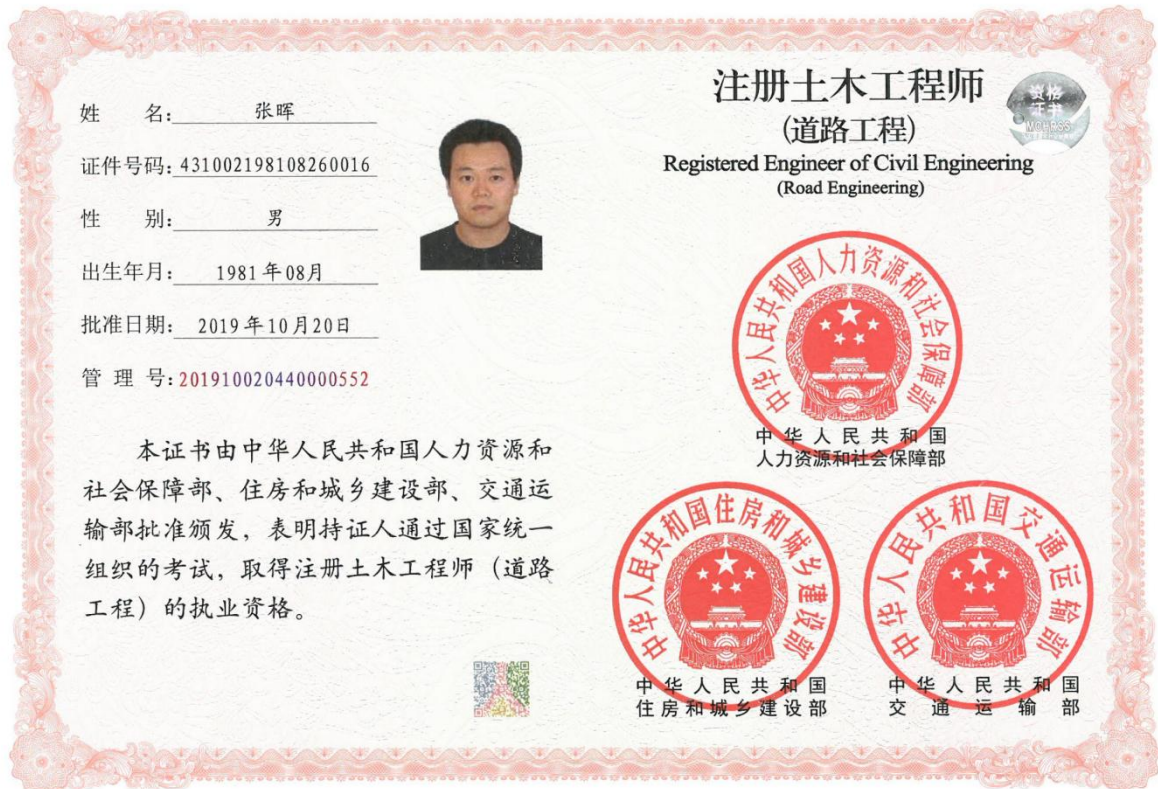 姓 名: 张晖
证件号码: 431002198108260016
性 别: 男
出生年月: 1981年08月
批准日期: 2019年10月20日
管 理 号: 201910020440000552
本证书由中华人民共和国人力资源和
社会保障部、住房和城乡建设部、交通运
输部批准颁发，表明持证人通过国家统一
组织的考试，取得注册土木工程师（道路
工程）的执业资格。
注册土木工程师
(道路工程)
Registered Engineer of Civil Engineering
(Road Engineering)
资格
证书
MOHRSS
中华人民共和国人力资源和社会保障部
中华人民共和国
人力资源和社会保障部
中华人民共和国住房和城乡建设部
中华人民共和国
住房和城乡建设部
中华人民共和国交通运输部
中华人民共和国
交通运输部